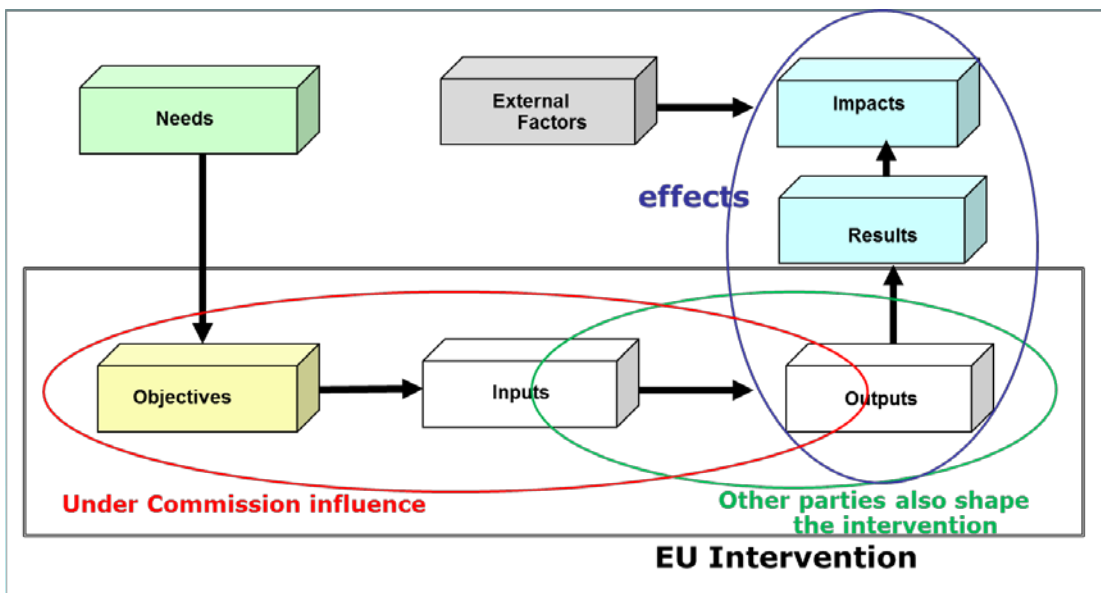 Needs
External
Factors
Impacts
effects
Results
Objectives
Inputs
Outputs
Under Commission influence
Other parties also shape
the intervention
EU Intervention